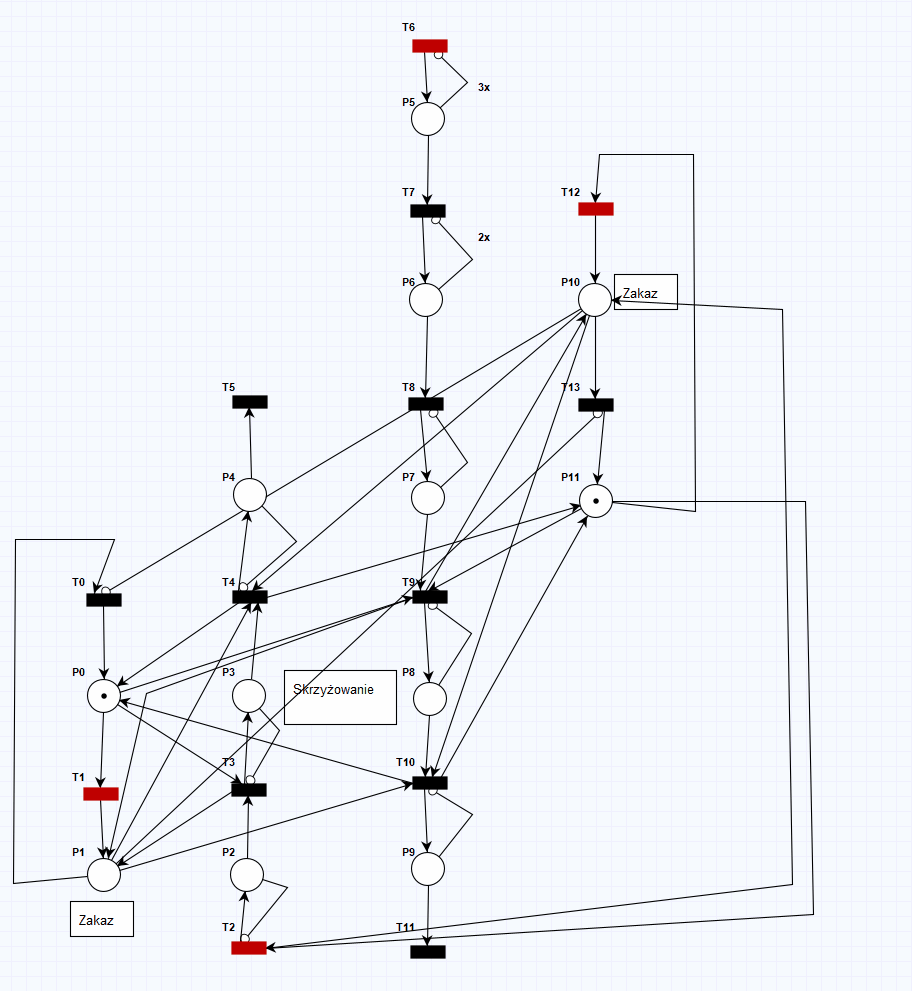 T6
3x
P5
T7
T12
2x
P6
P10
Zakaz
T5
T8
T13
P4
P7
P11
T0
T4
T9
P0
P3
Skrzyżowanie
P8
T1
T3
T10
P1
P2
P9
Zakaz
T2
T11